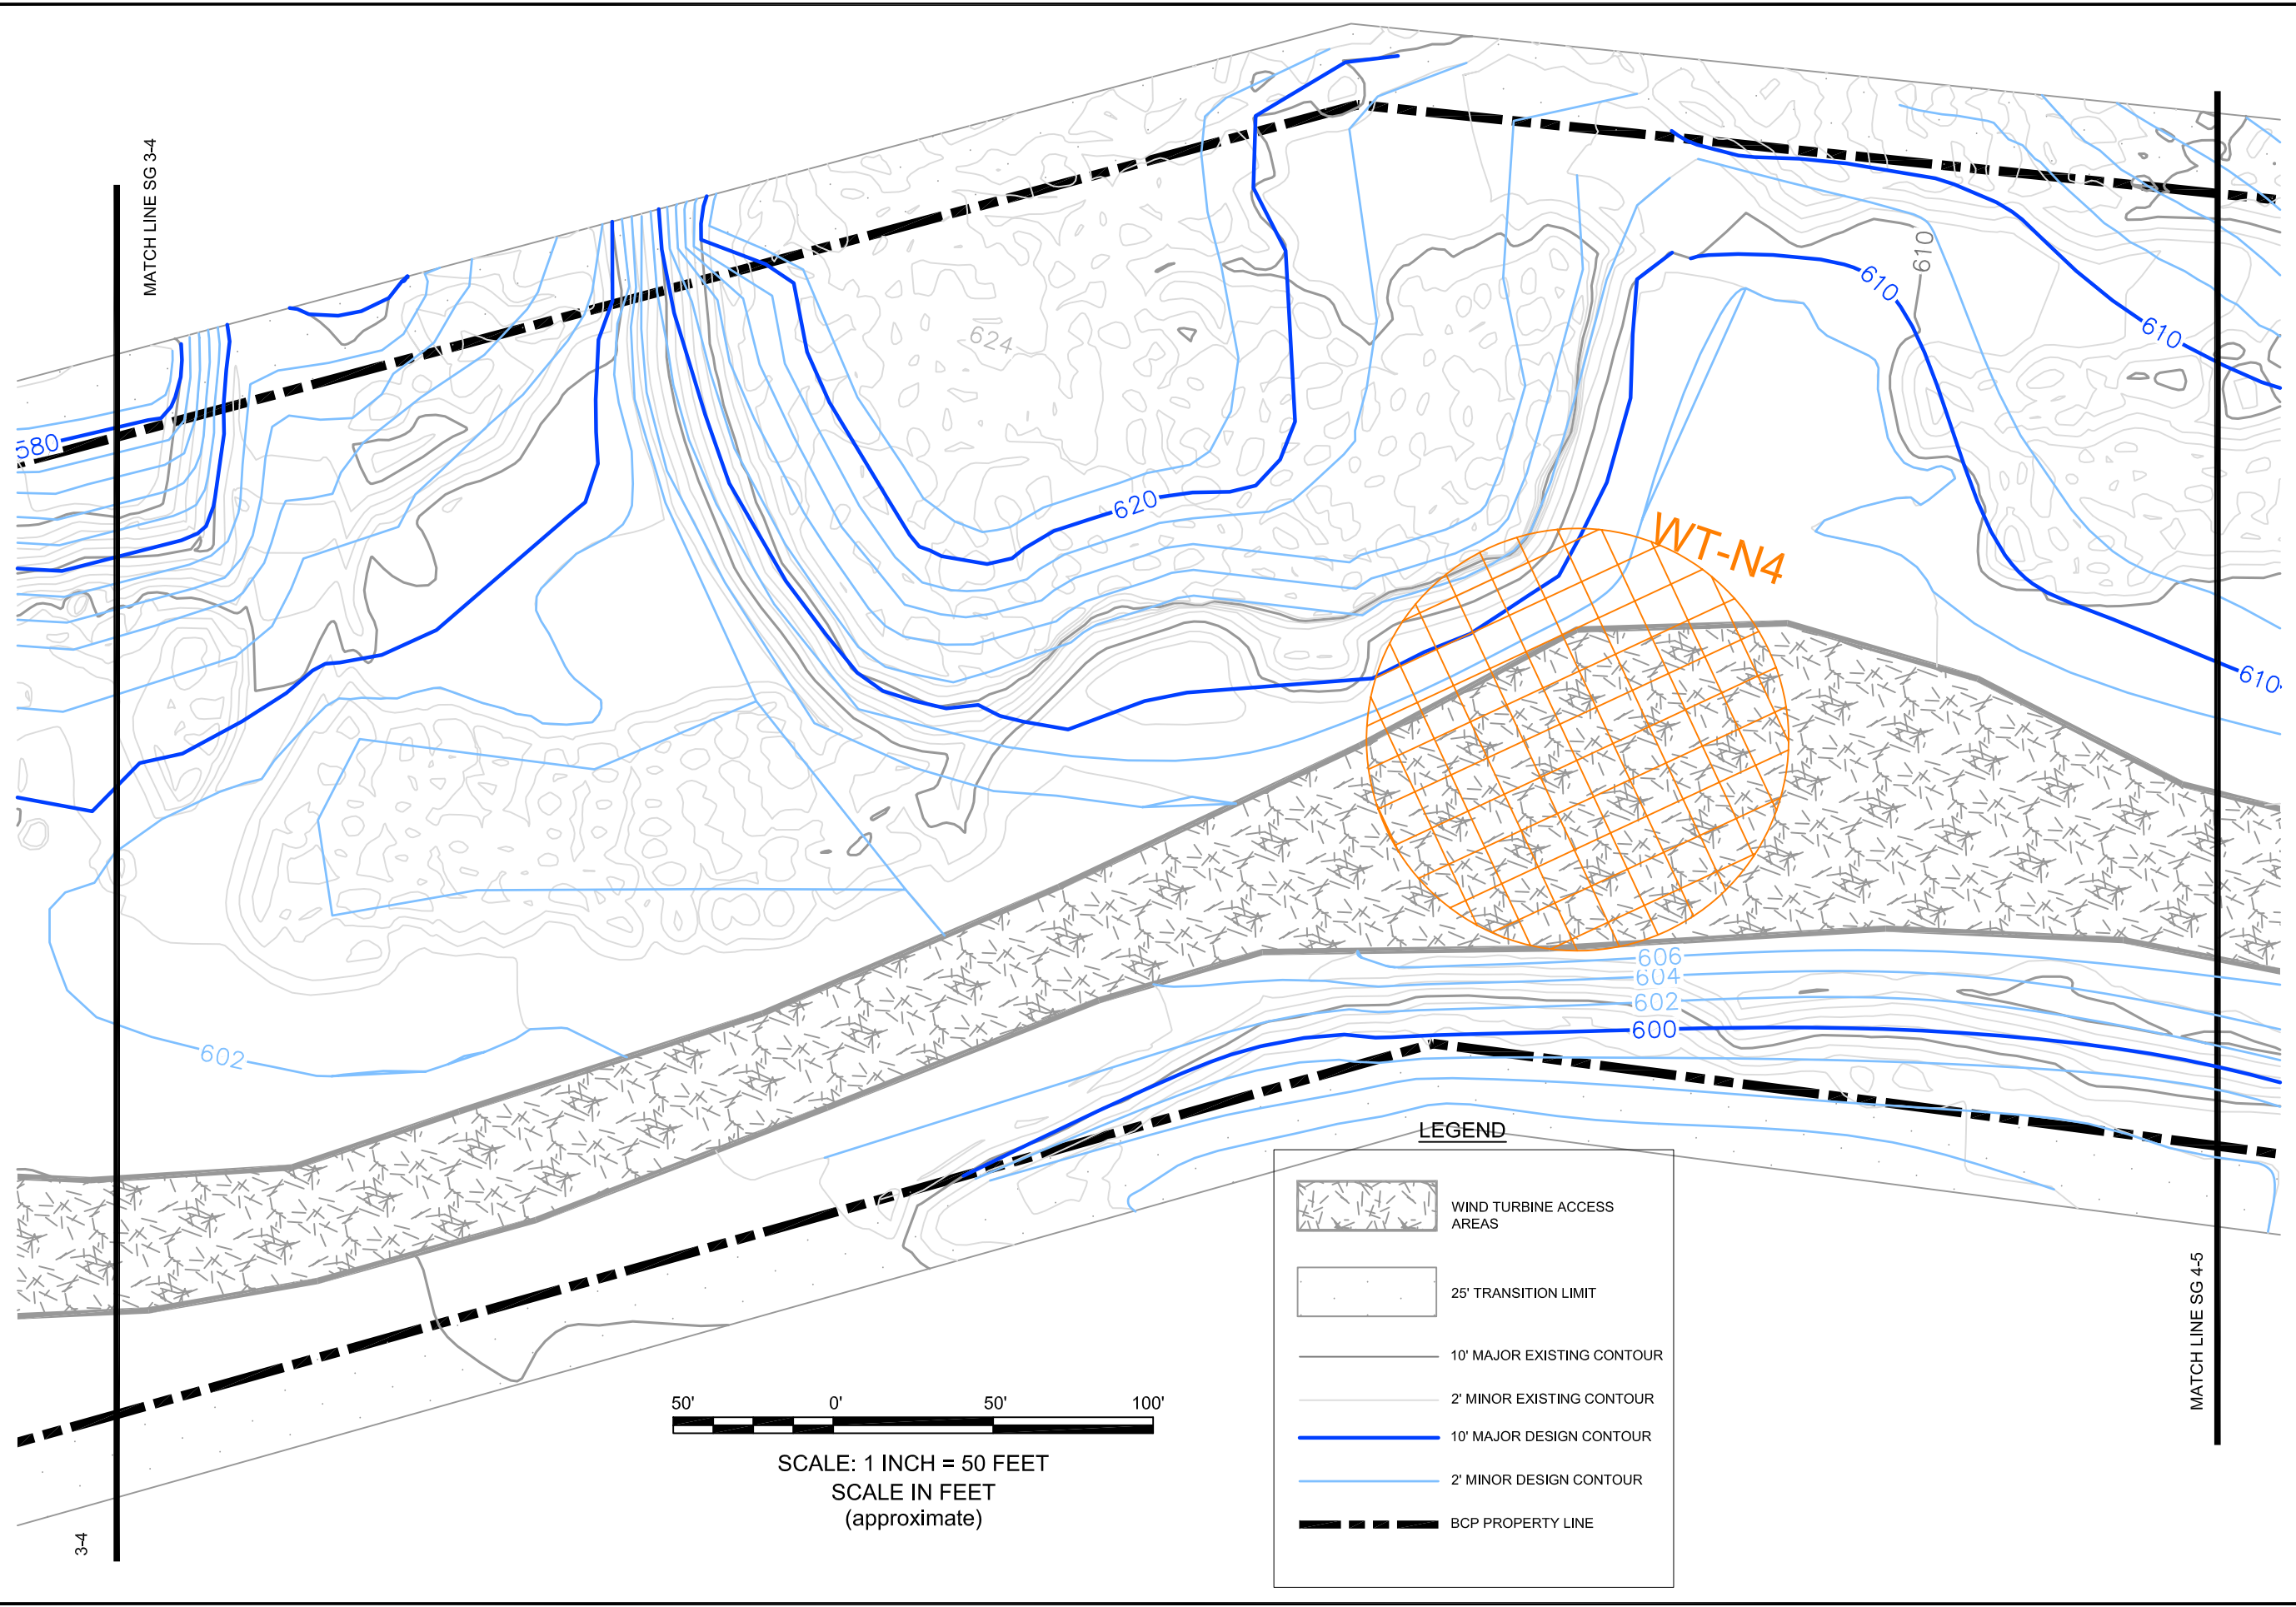 MATCH LINE SG 3-4
624
610
610
610
580
620
WT-N4
610
606
604
602
600
602
LEGEND
WIND TURBINE ACCESS
AREAS
25' TRANSITION LIMIT
10' MAJOR EXISTING CONTOUR
2' MINOR EXISTING CONTOUR
10' MAJOR DESIGN CONTOUR
2' MINOR DESIGN CONTOUR
BCP PROPERTY LINE
50' 0' 50' 100'
SCALE: 1 INCH = 50 FEET
SCALE IN FEET
(approximate)
3-4
MATCH LINE SG 4-5